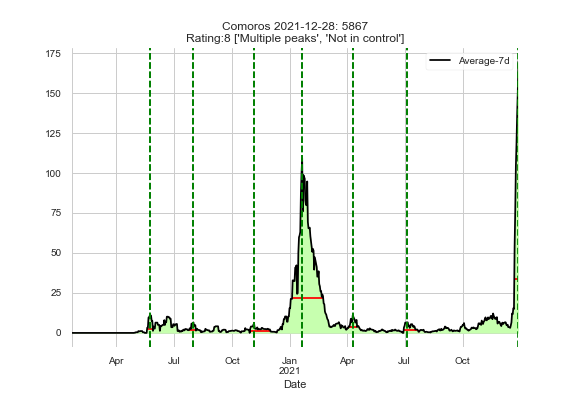 Comoros 2021-12-28: 5867
Rating:8 ['Multiple peaks', 'Not in control']
Average-7d
175
150
125
100
75
50
25
0
Apr Jul Oct Jan Apr Jul Oct
2021
Date